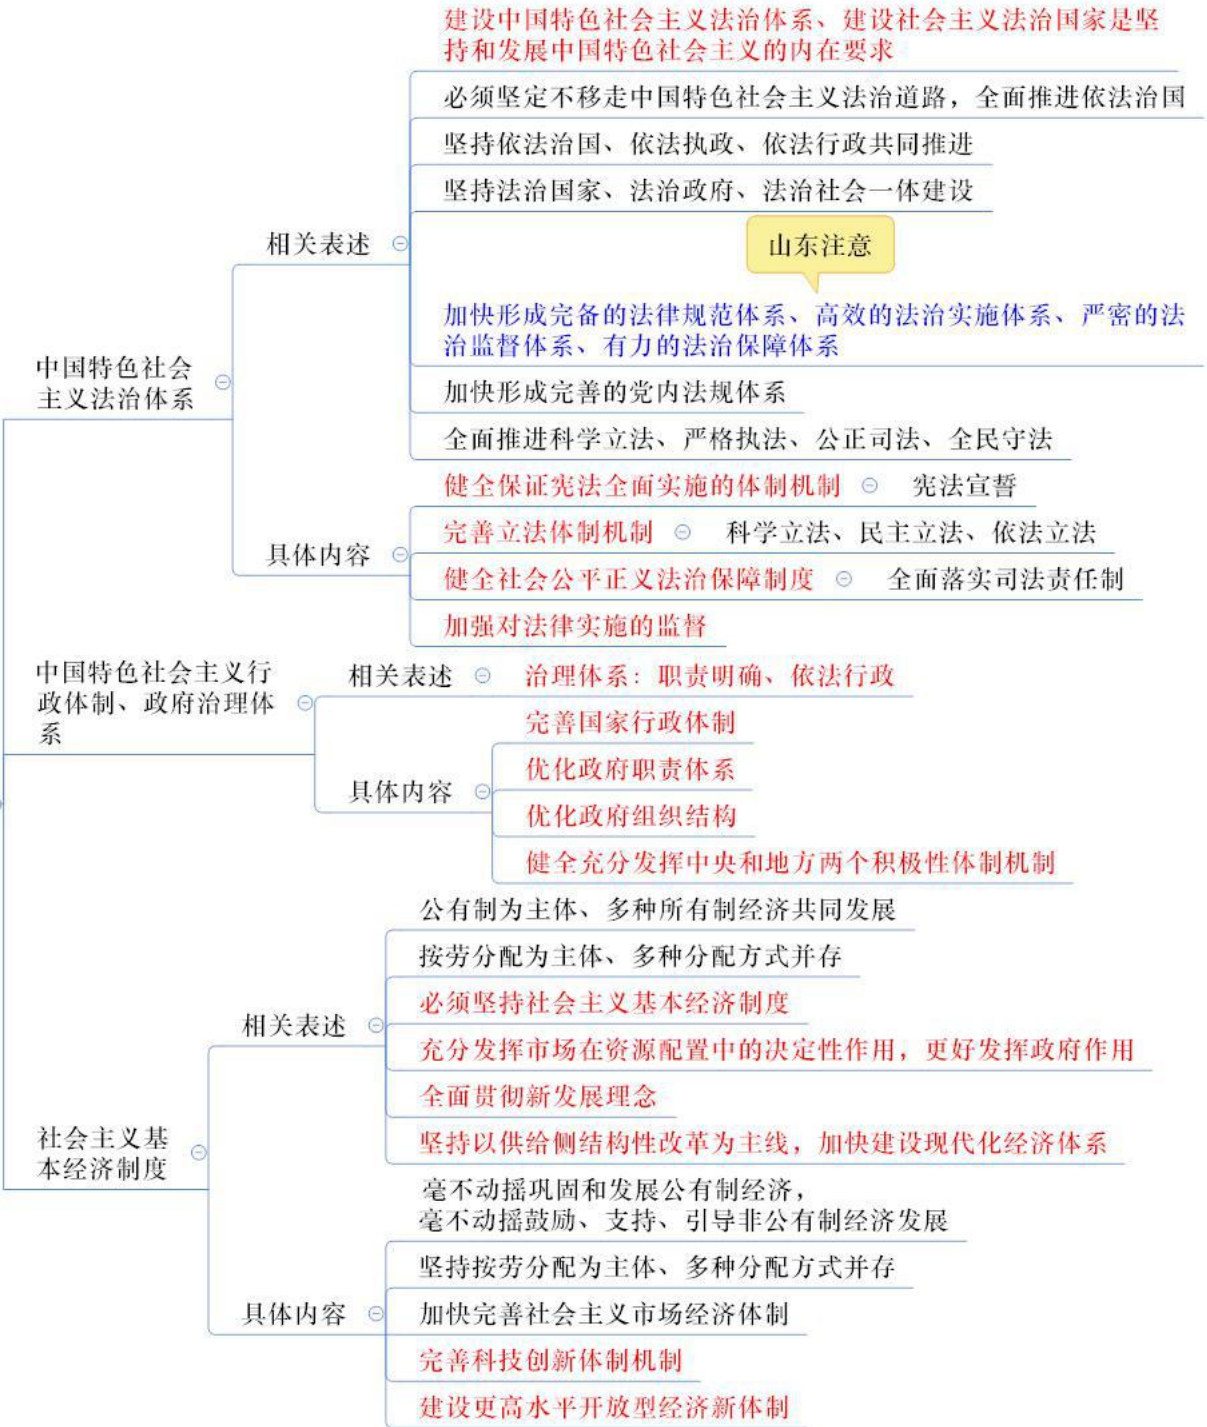 建设中国特色社会主义法治体系、建设社会主义法治国家是坚
持和发展中国特色社会主义的内在要求
必须坚定不移走中国特色社会主义法治道路，全面推进依法治国
坚持依法治国、依法执政、依法行政共同推进
坚持法治国家、法治政府、法治社会一体建设
相关表述
山东注意
加快形成完备的法律规范体系、高效的法治实施体系、严密的法
治监督体系、有力的法治保障体系
中国特色社会
主义法治体系
加快形成完善的党内法规体系
全面推进科学立法、严格执法、公正司法、全民守法
健全保证宪法全面实施的体制机制
宪法宣誓
完善立法体制机制
科学立法、民主立法、依法立法
具体内容
健全社会公平正义法治保障制度
全面落实司法责任制
加强对法律实施的监督
中国特色社会主义行
政体制、政府治理体
系
相关表述
治理体系：职责明确、依法行政
完善国家行政体制
优化政府职责体系
具体内容
优化政府组织结构
健全充分发挥中央和地方两个积极性体制机制
公有制为主体、多种所有制经济共同发展
按劳分配为主体、多种分配方式并存
必须坚持社会主义基本经济制度
相关表述
充分发挥市场在资源配置中的决定性作用，更好发挥政府作用
全面贯彻新发展理念
坚持以供给侧结构性改革为主线，加快建设现代化经济体系
社会主义基
本经济制度
毫不动摇巩固和发展公有制经济，
毫不动摇鼓励、支持、引导非公有制经济发展
坚持按劳分配为主体、多种分配方式并存
具体内容
加快完善社会主义市场经济体制
完善科技创新体制机制
建设更高水平开放型经济新体制